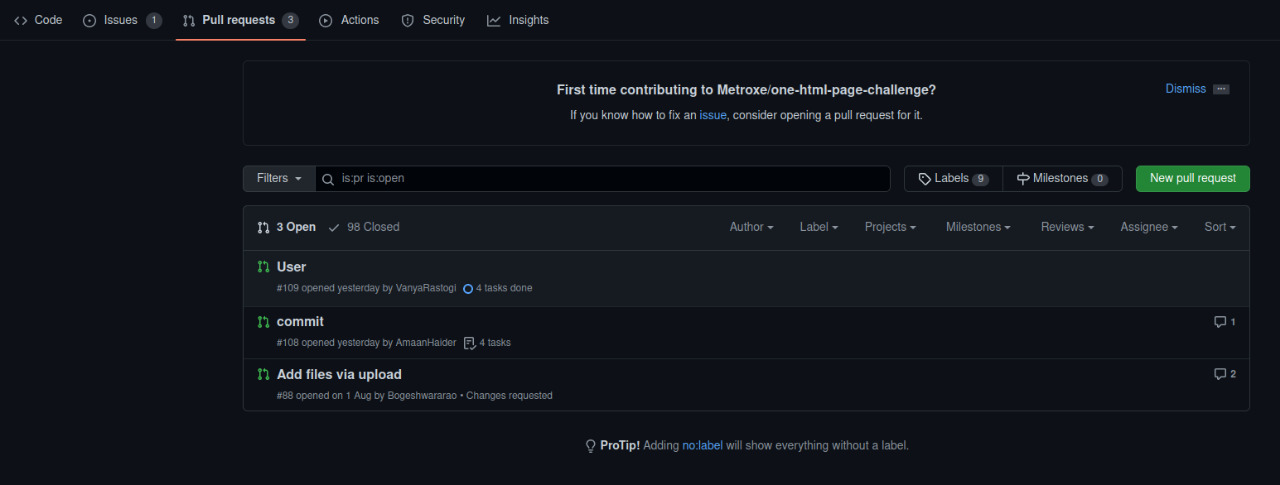 Code Issues 1 Pull requests 3 Actions Security Insights
First time contributing to Metroxe/one-html-page-challenge?
Dismiss
If you know how to fix an issue, consider opening a pull request for it.
Filters is:pr is:open Labels 9 Milestones 0 New pull request
3 Open 98 Closed Author Label Projects Milestones Reviews Assignee Sort
User
#109 opened yesterday by VanyaRastogI 4 tasks done
commit 1
#108 opened yesterday by AmaanHaider 4 tasks
Add files via upload 2
#88 opened on 1 Aug by Bogeshwararao • Changes requested
ProTip! Adding no:label will show everything without a label.